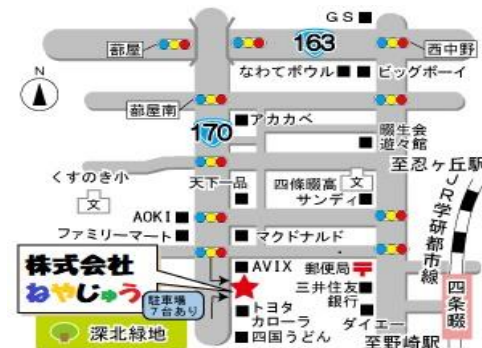 GS
163
蔀屋
西中野
なわてボウル
ビッグボーイ
N
蔀屋南
170
アカカベ
畷生会
遊々館
至忍ヶ丘駅
くすのき小
文
天下一品
四條畷高
文
サンディ
JR学研都市線
AOKI
ファミリーマート
マクドナルド
株式会社
ねやじゅう
駐車場
7台あり
AVIX
郵便局
〒
三井住友
銀行
四条畷
トヨタ
カローラ
ダイエー
深北緑地
四国うどん
至野崎駅